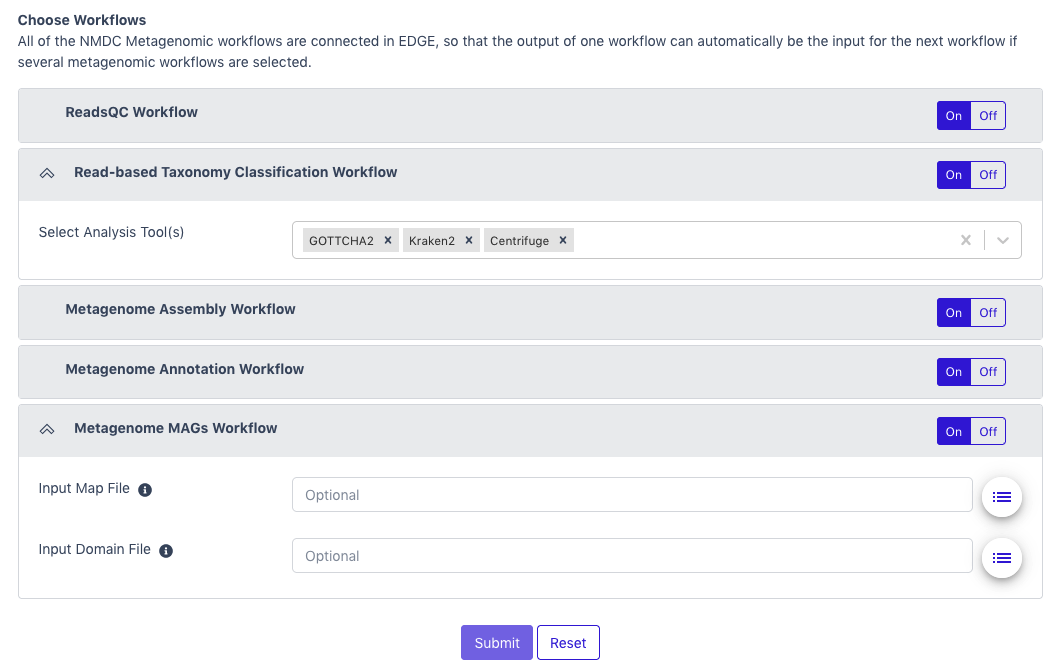 Choose Workflows
All of the NMDC Metagenomic workflows are connected in EDGE, so that the output of one workflow can automatically be the input for the next workflow if
several metagenomic workflows are selected.
ReadsQC Workflow On Off
Read-based Taxonomy Classification Workflow On Off
Select Analysis Tool(s) GOTTCHA2 Kraken2 Centrifuge
Metagenome Assembly Workflow On Off
Metagenome Annotation Workflow On Off
Metagenome MAGs Workflow On Off
Input Map File Optional
Input Domain File Optional
Submit Reset